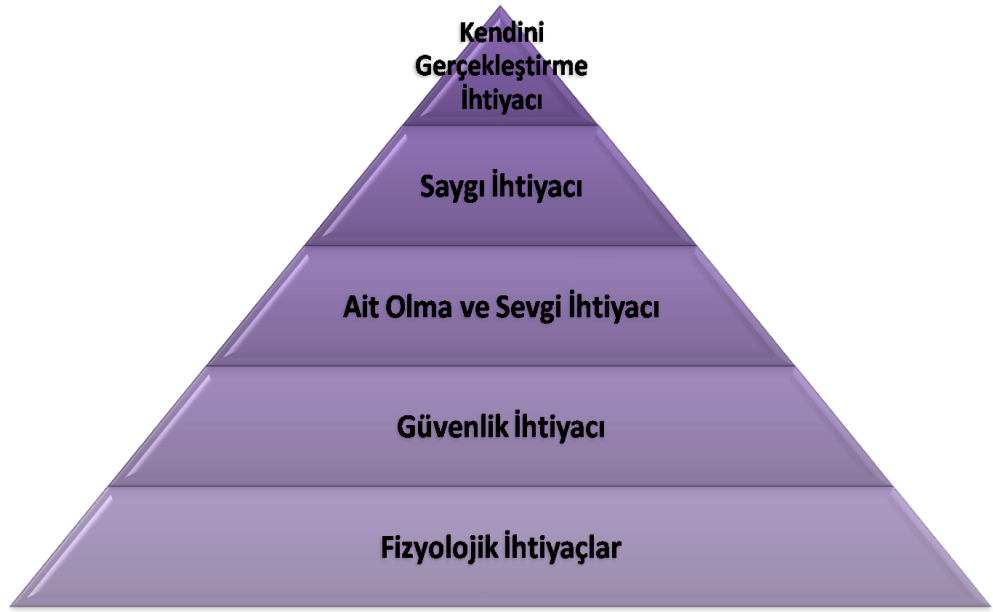 Kendini
Gerçekleştirme
İhtiyacı
Saygı İhtiyacı
Ait Olma ve Sevgi İhtiyacı
Güvenlik İhtiyacı
Fizyolojik İhtiyaçlar